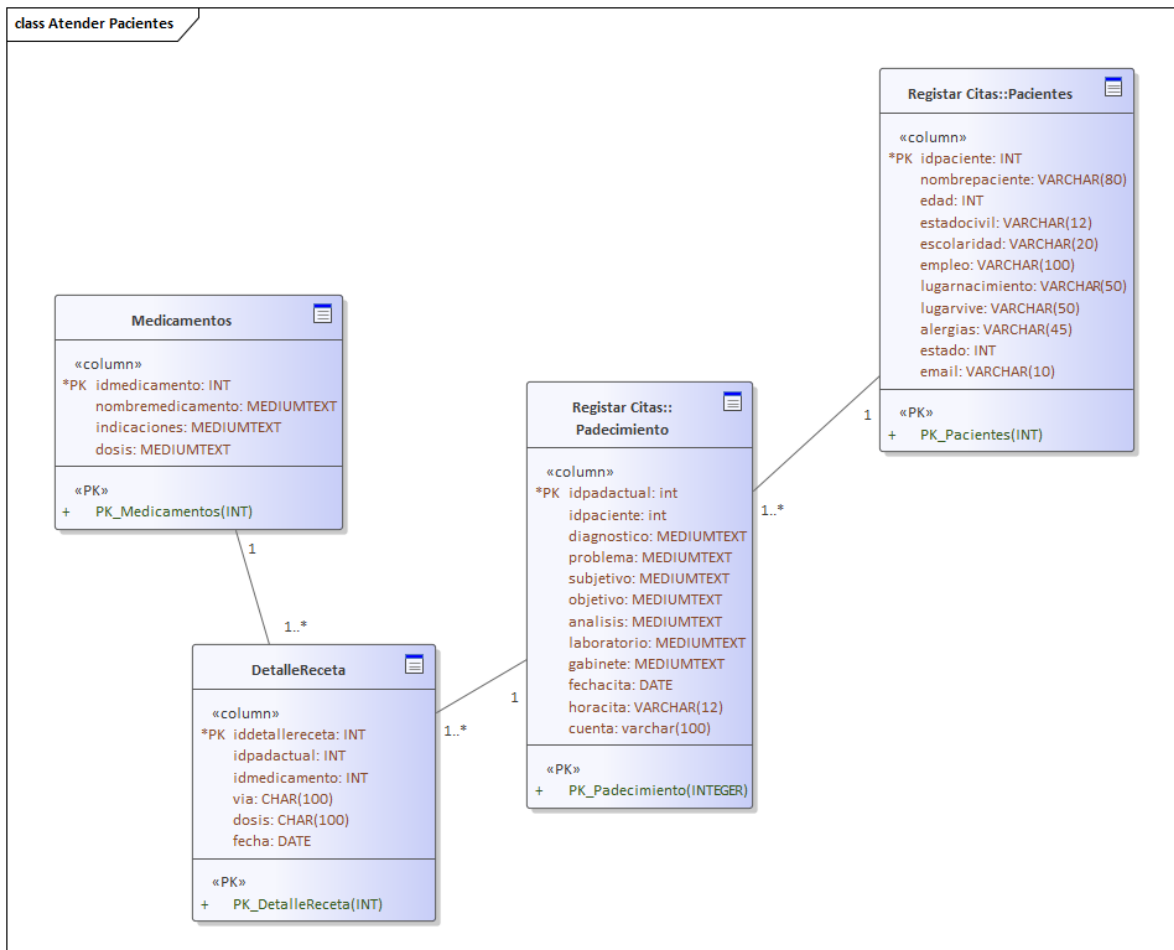 class Atender Pacientes
Registar Citas::Pacientes
«column»
*PK idpaciente: INT
nombrepaciente: VARCHAR(80)
edad: INT
estadocivil: VARCHAR(12)
escolaridad: VARCHAR(20)
empleo: VARCHAR(100)
lugarnacimiento: VARCHAR(50)
lugarvive: VARCHAR(50)
alergias: VARCHAR(45)
estado: INT
email: VARCHAR(10)
«PK»
+ PK_Pacientes(INT)
1
1..*
Medicamentos
«column»
*PK idmedicamento: INT
nombremedicamento: MEDIUMTEXT
indicaciones: MEDIUMTEXT
dosis: MEDIUMTEXT
«PK»
+ PK_Medicamentos(INT)
1
1..*
Registar Citas::
Padecimiento
«column»
*PK idpadactual: int
idpaciente: int
diagnostico: MEDIUMTEXT
problema: MEDIUMTEXT
subjetivo: MEDIUMTEXT
objetivo: MEDIUMTEXT
analisis: MEDIUMTEXT
laboratorio: MEDIUMTEXT
gabinete: MEDIUMTEXT
fechacita: DATE
horacita: VARCHAR(12)
cuenta: varchar(100)
«PK»
+ PK_Padecimiento(INTEGER)
1
1..*
DetalleReceta
«column»
*PK iddetallereceta: INT
idpadactual: INT
idmedicamento: INT
via: CHAR(100)
dosis: CHAR(100)
fecha: DATE
«PK»
+ PK_DetalleReceta(INT)